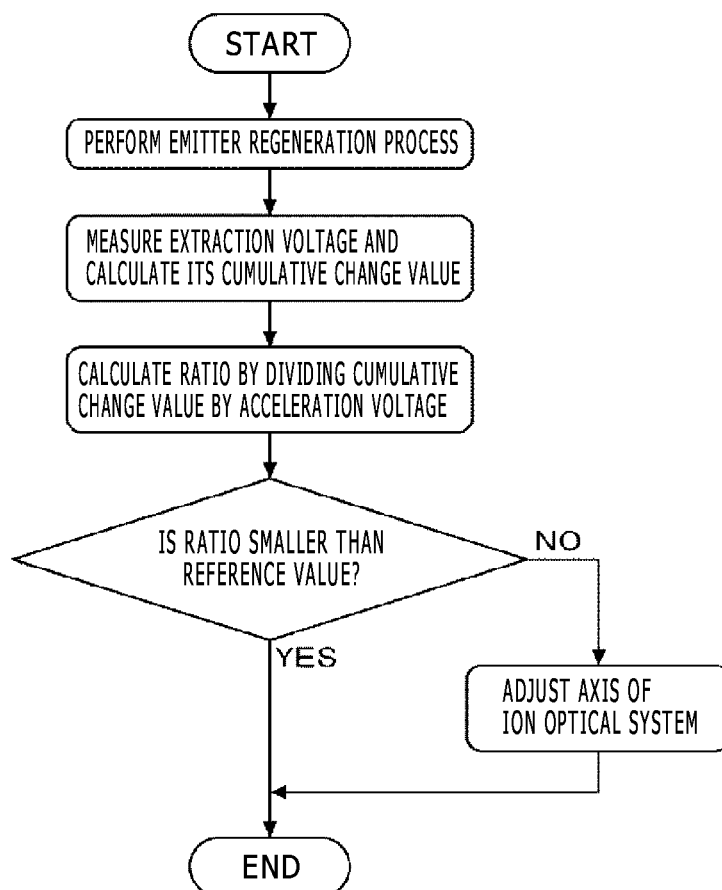 START
PERFORM EMITTER REGENERATION PROCESS
MEASURE EXTRACTION VOLTAGE AND
CALCULATE ITS CUMULATIVE CHANGE VALUE
CALCULATE RATIO BY DIVIDING CUMULATIVE
CHANGE VALUE BY ACCELERATION VOLTAGE
IS RATIO SMALLER THAN
REFERENCE VALUE?
NO
YES
ADJUST AXIS OF
ION OPTICAL SYSTEM
END